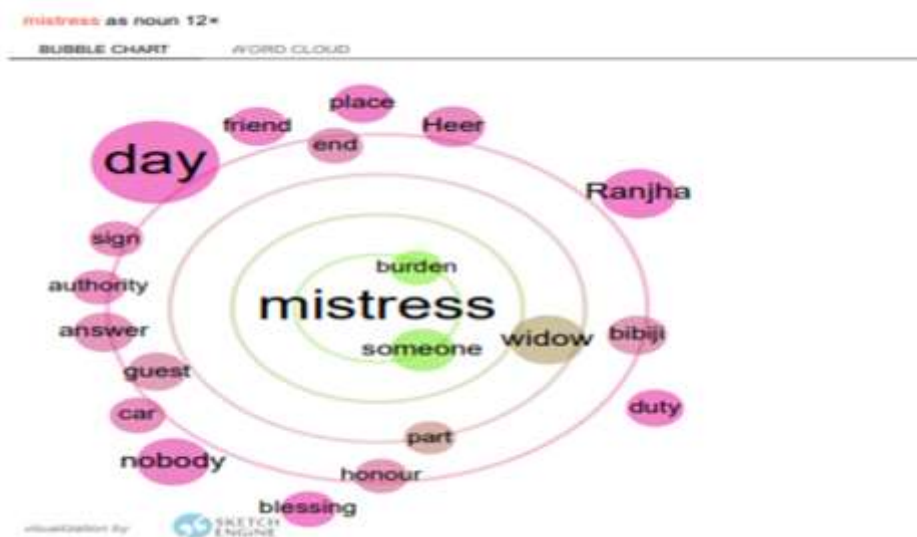 mistress as noun 12×
BUBBLE CHART WORD CLOUD
place
friend Heer
end
day
Ranjha
sign
burden
authority
mistress
answer
someone widow bibiji
guest
car duty
part
nobody
honour
blessing
visualization by SKETCH ENGINE